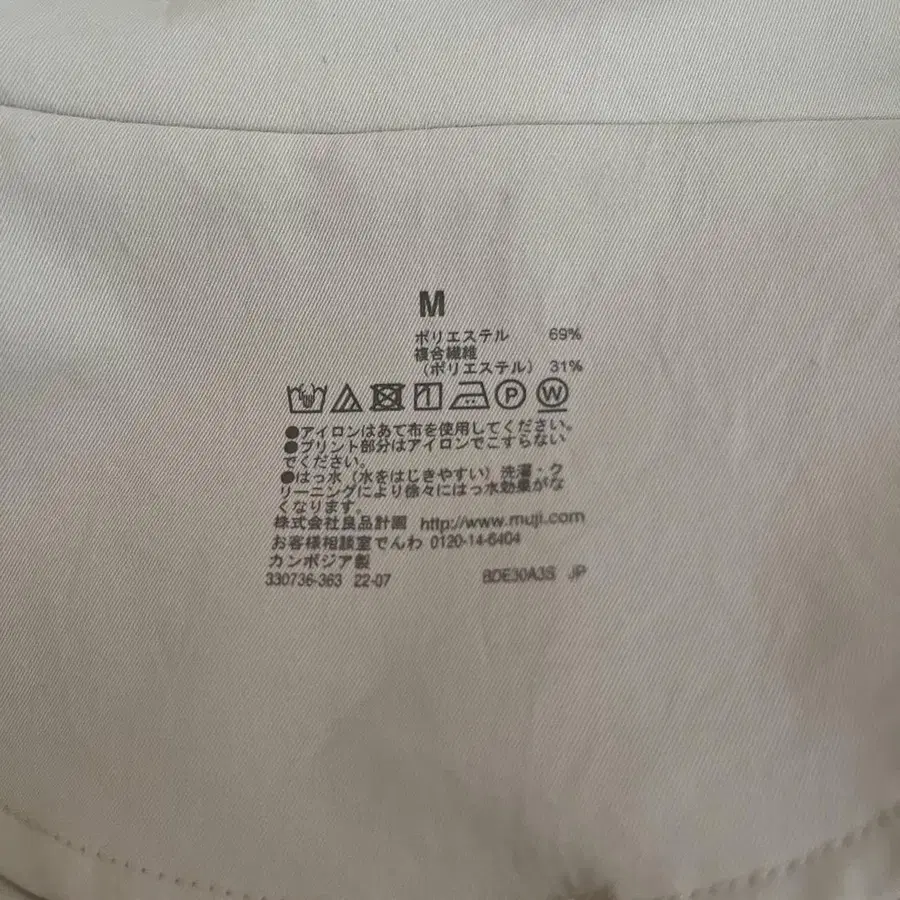 M
ポリエステル 69%
複合繊維
（ポリエステル） 31%
P W
●アイロンはあて布を使用してください。
●プリント部分はアイロンでこすらない
でください。
●はっ水（水をはじきやすい）洗濯・ク
リーニングにより徐々にはっ水効果がな
くなります。
株式会社良品計画 http://www.muji.com
お客様相談室でんわ 0120-14-6404
カンボジア製
330736-363 22-07 BDE30A3S JP